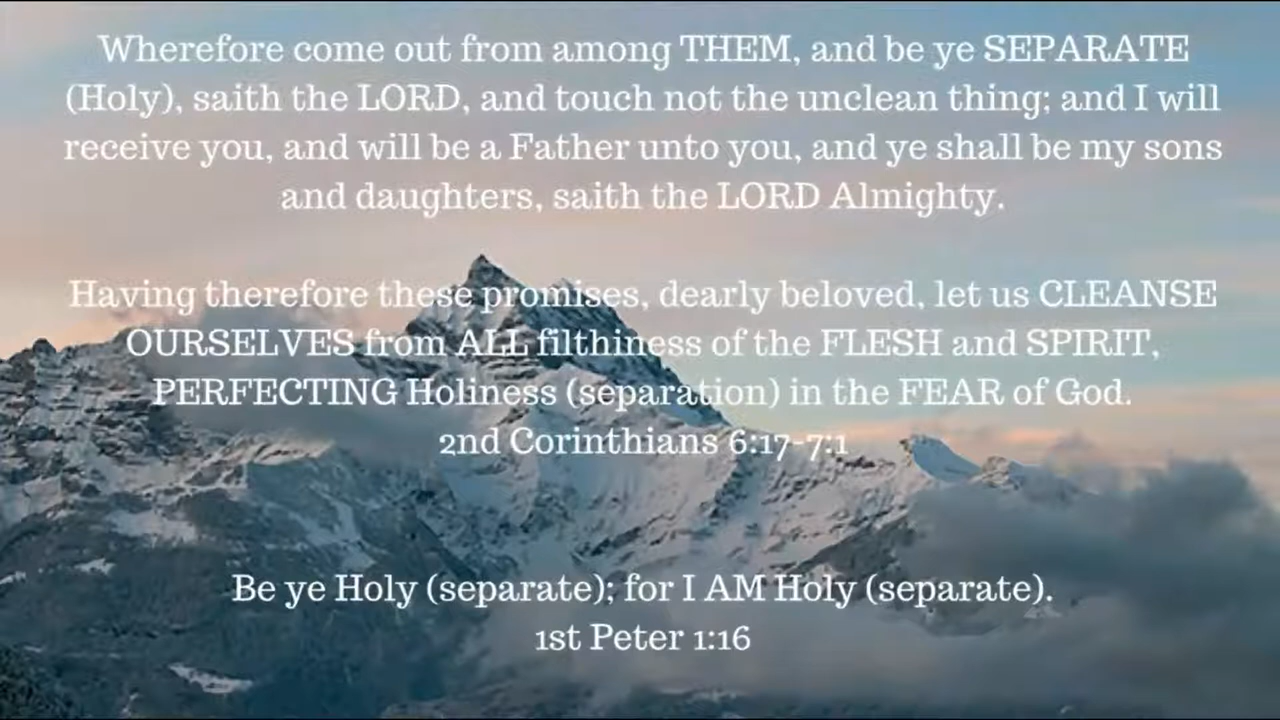 Wherefore come out from among THEM, and be ye SEPARATE
(Holy), saith the LORD, and touch not the unclean thing; and I will
receive you, and will be a Father unto you, and ye shall be my sons
and daughters, saith the LORD Almighty.
Having therefore these promises, dearly beloved, let us CLEANSE
OURSELVES from ALL filthiness of the FLESH and SPIRIT,
PERFECTING Holiness (separation) in the FEAR of God.
2nd Corinthians 6:17-7:1
Be ye Holy (separate); for I AM Holy (separate).
1st Peter 1:16